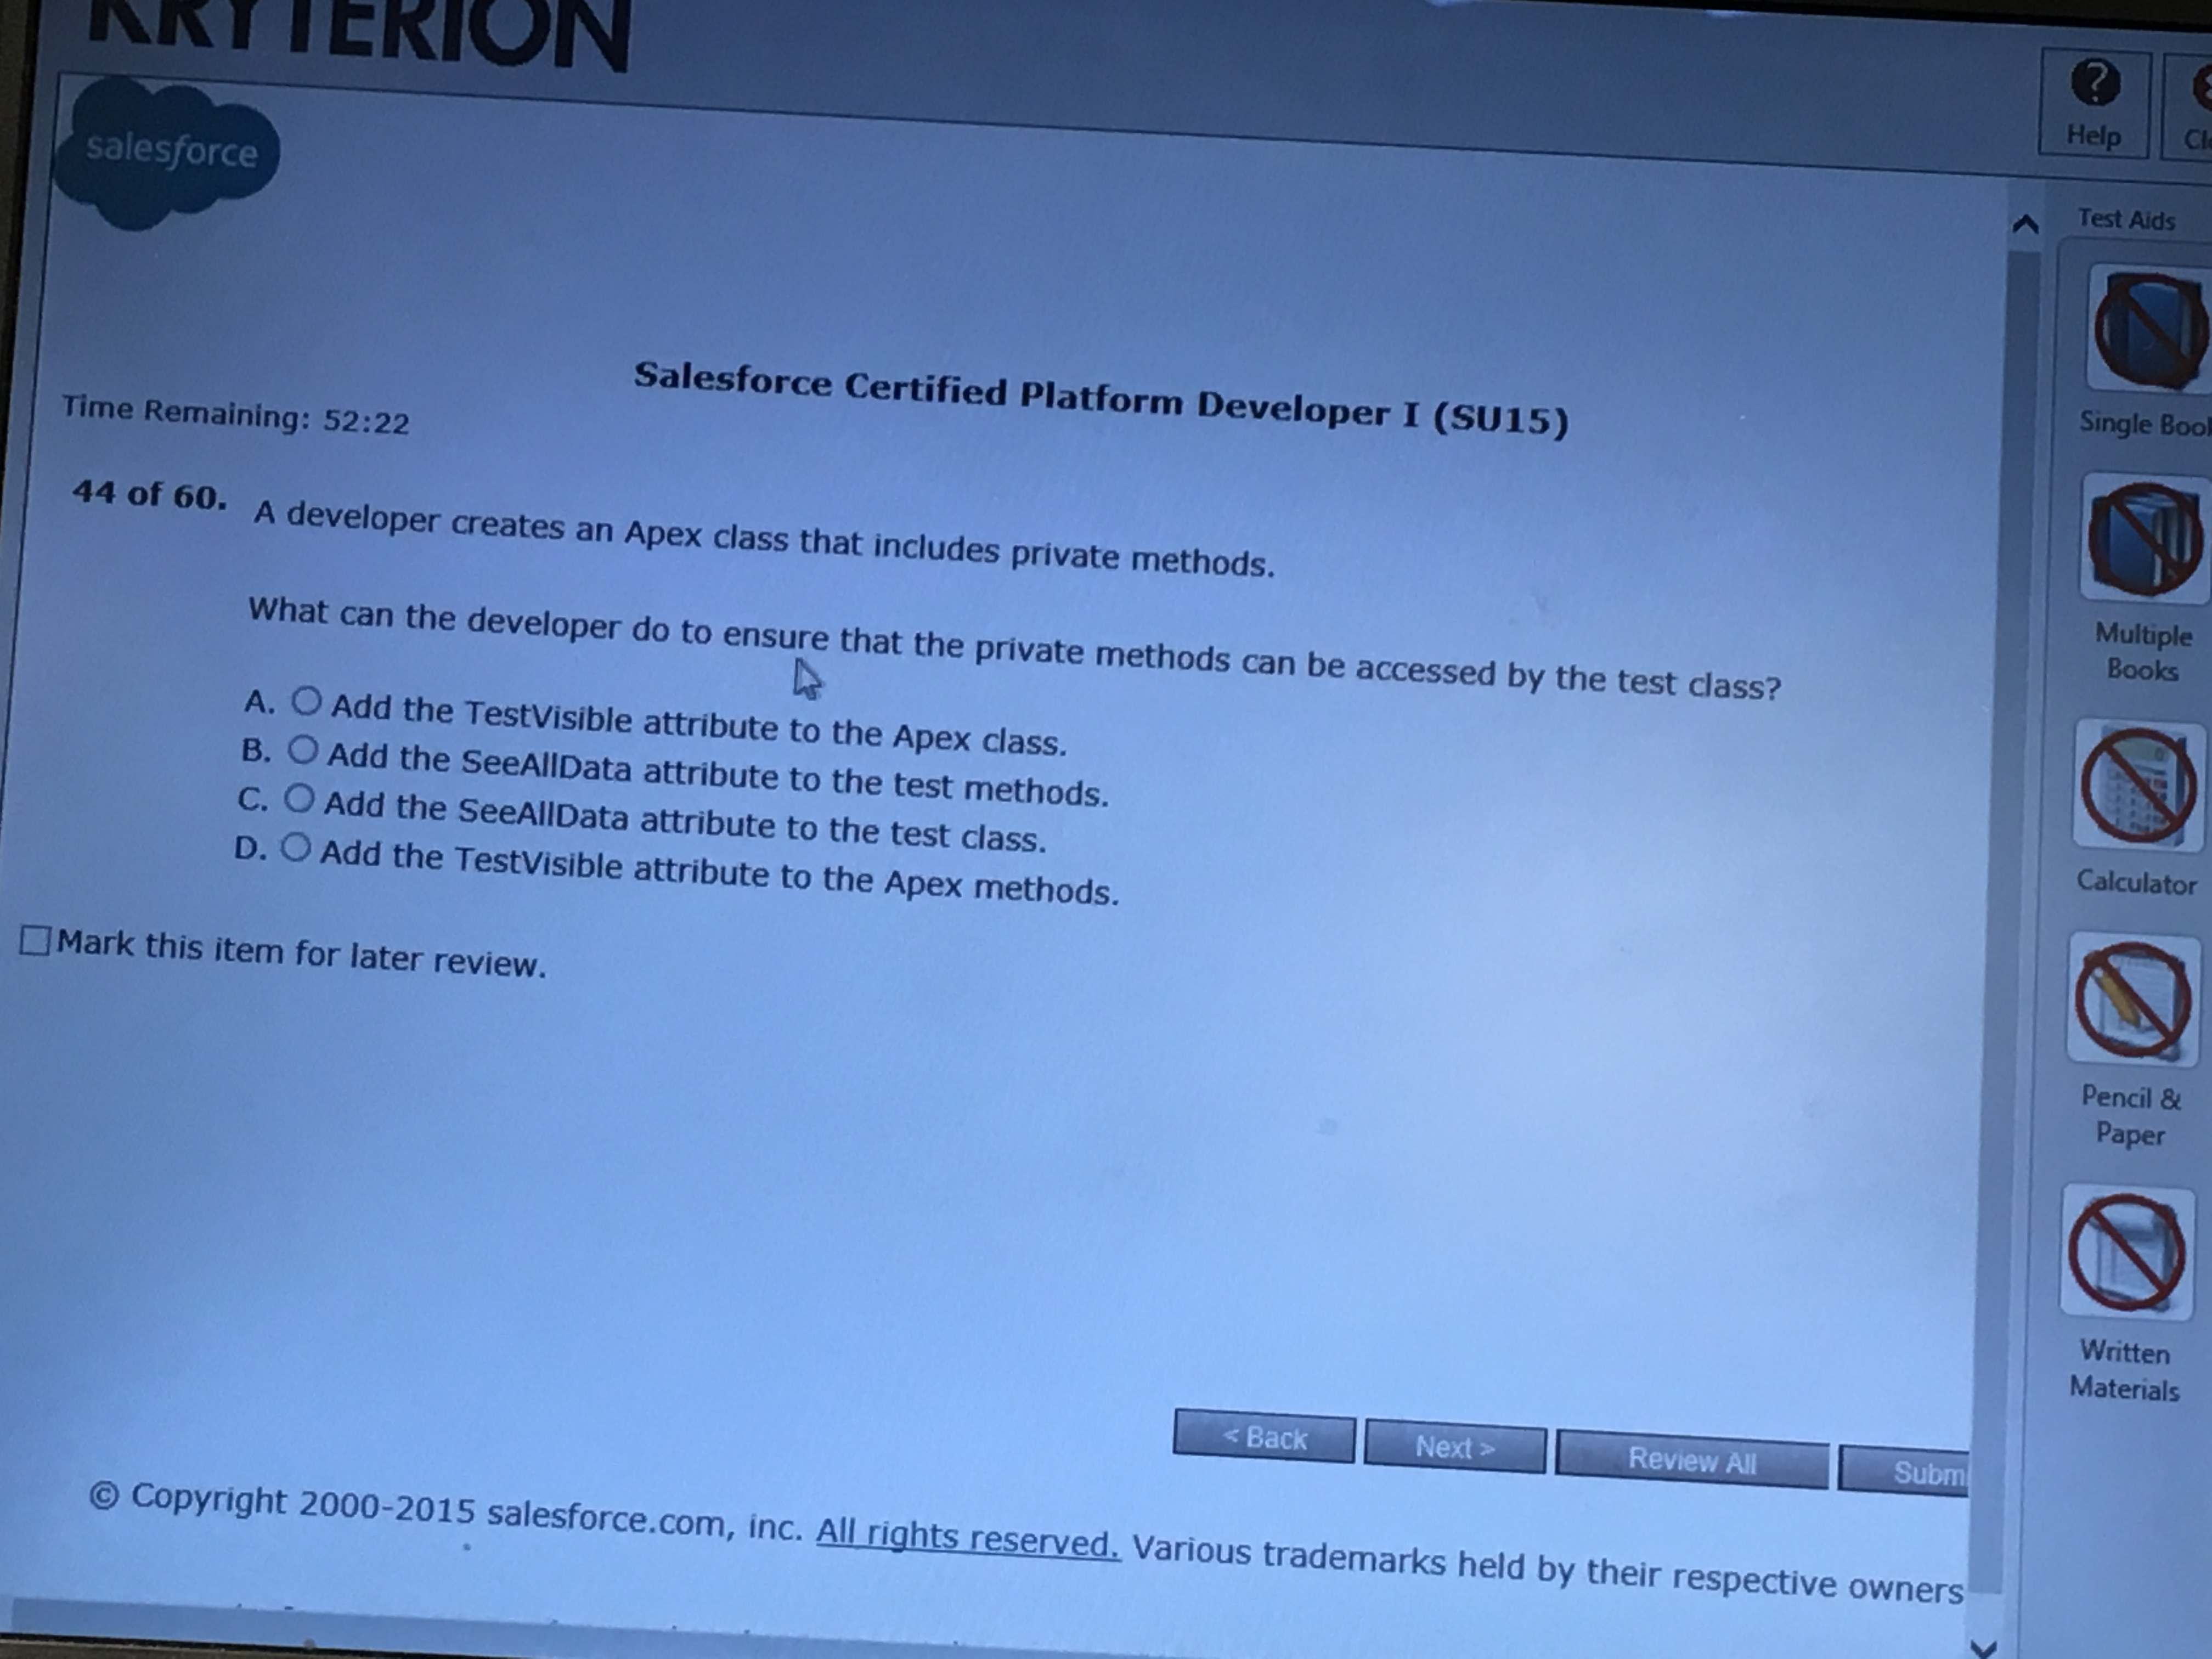 KRYTERION
salesforce
Help
Test Aids
Salesforce Certified Platform Developer I (SU15)
Time Remaining: 52:22
44 of 60. A developer creates an Apex class that includes private methods.
What can the developer do to ensure that the private methods can be accessed by the test class?
A. Add the TestVisible attribute to the Apex class.
B. Add the SeeAllData attribute to the test methods.
C. Add the SeeAllData attribute to the test class.
D. Add the TestVisible attribute to the Apex methods.
Mark this item for later review.
Single
Multiple
Books
Calculator
Pencil &
Paper
Written
Materials
< Back
Next >
Review All
© Copyright 2000-2015 salesforce.com, inc. All rights reserved. Various trademarks held by their respective owners